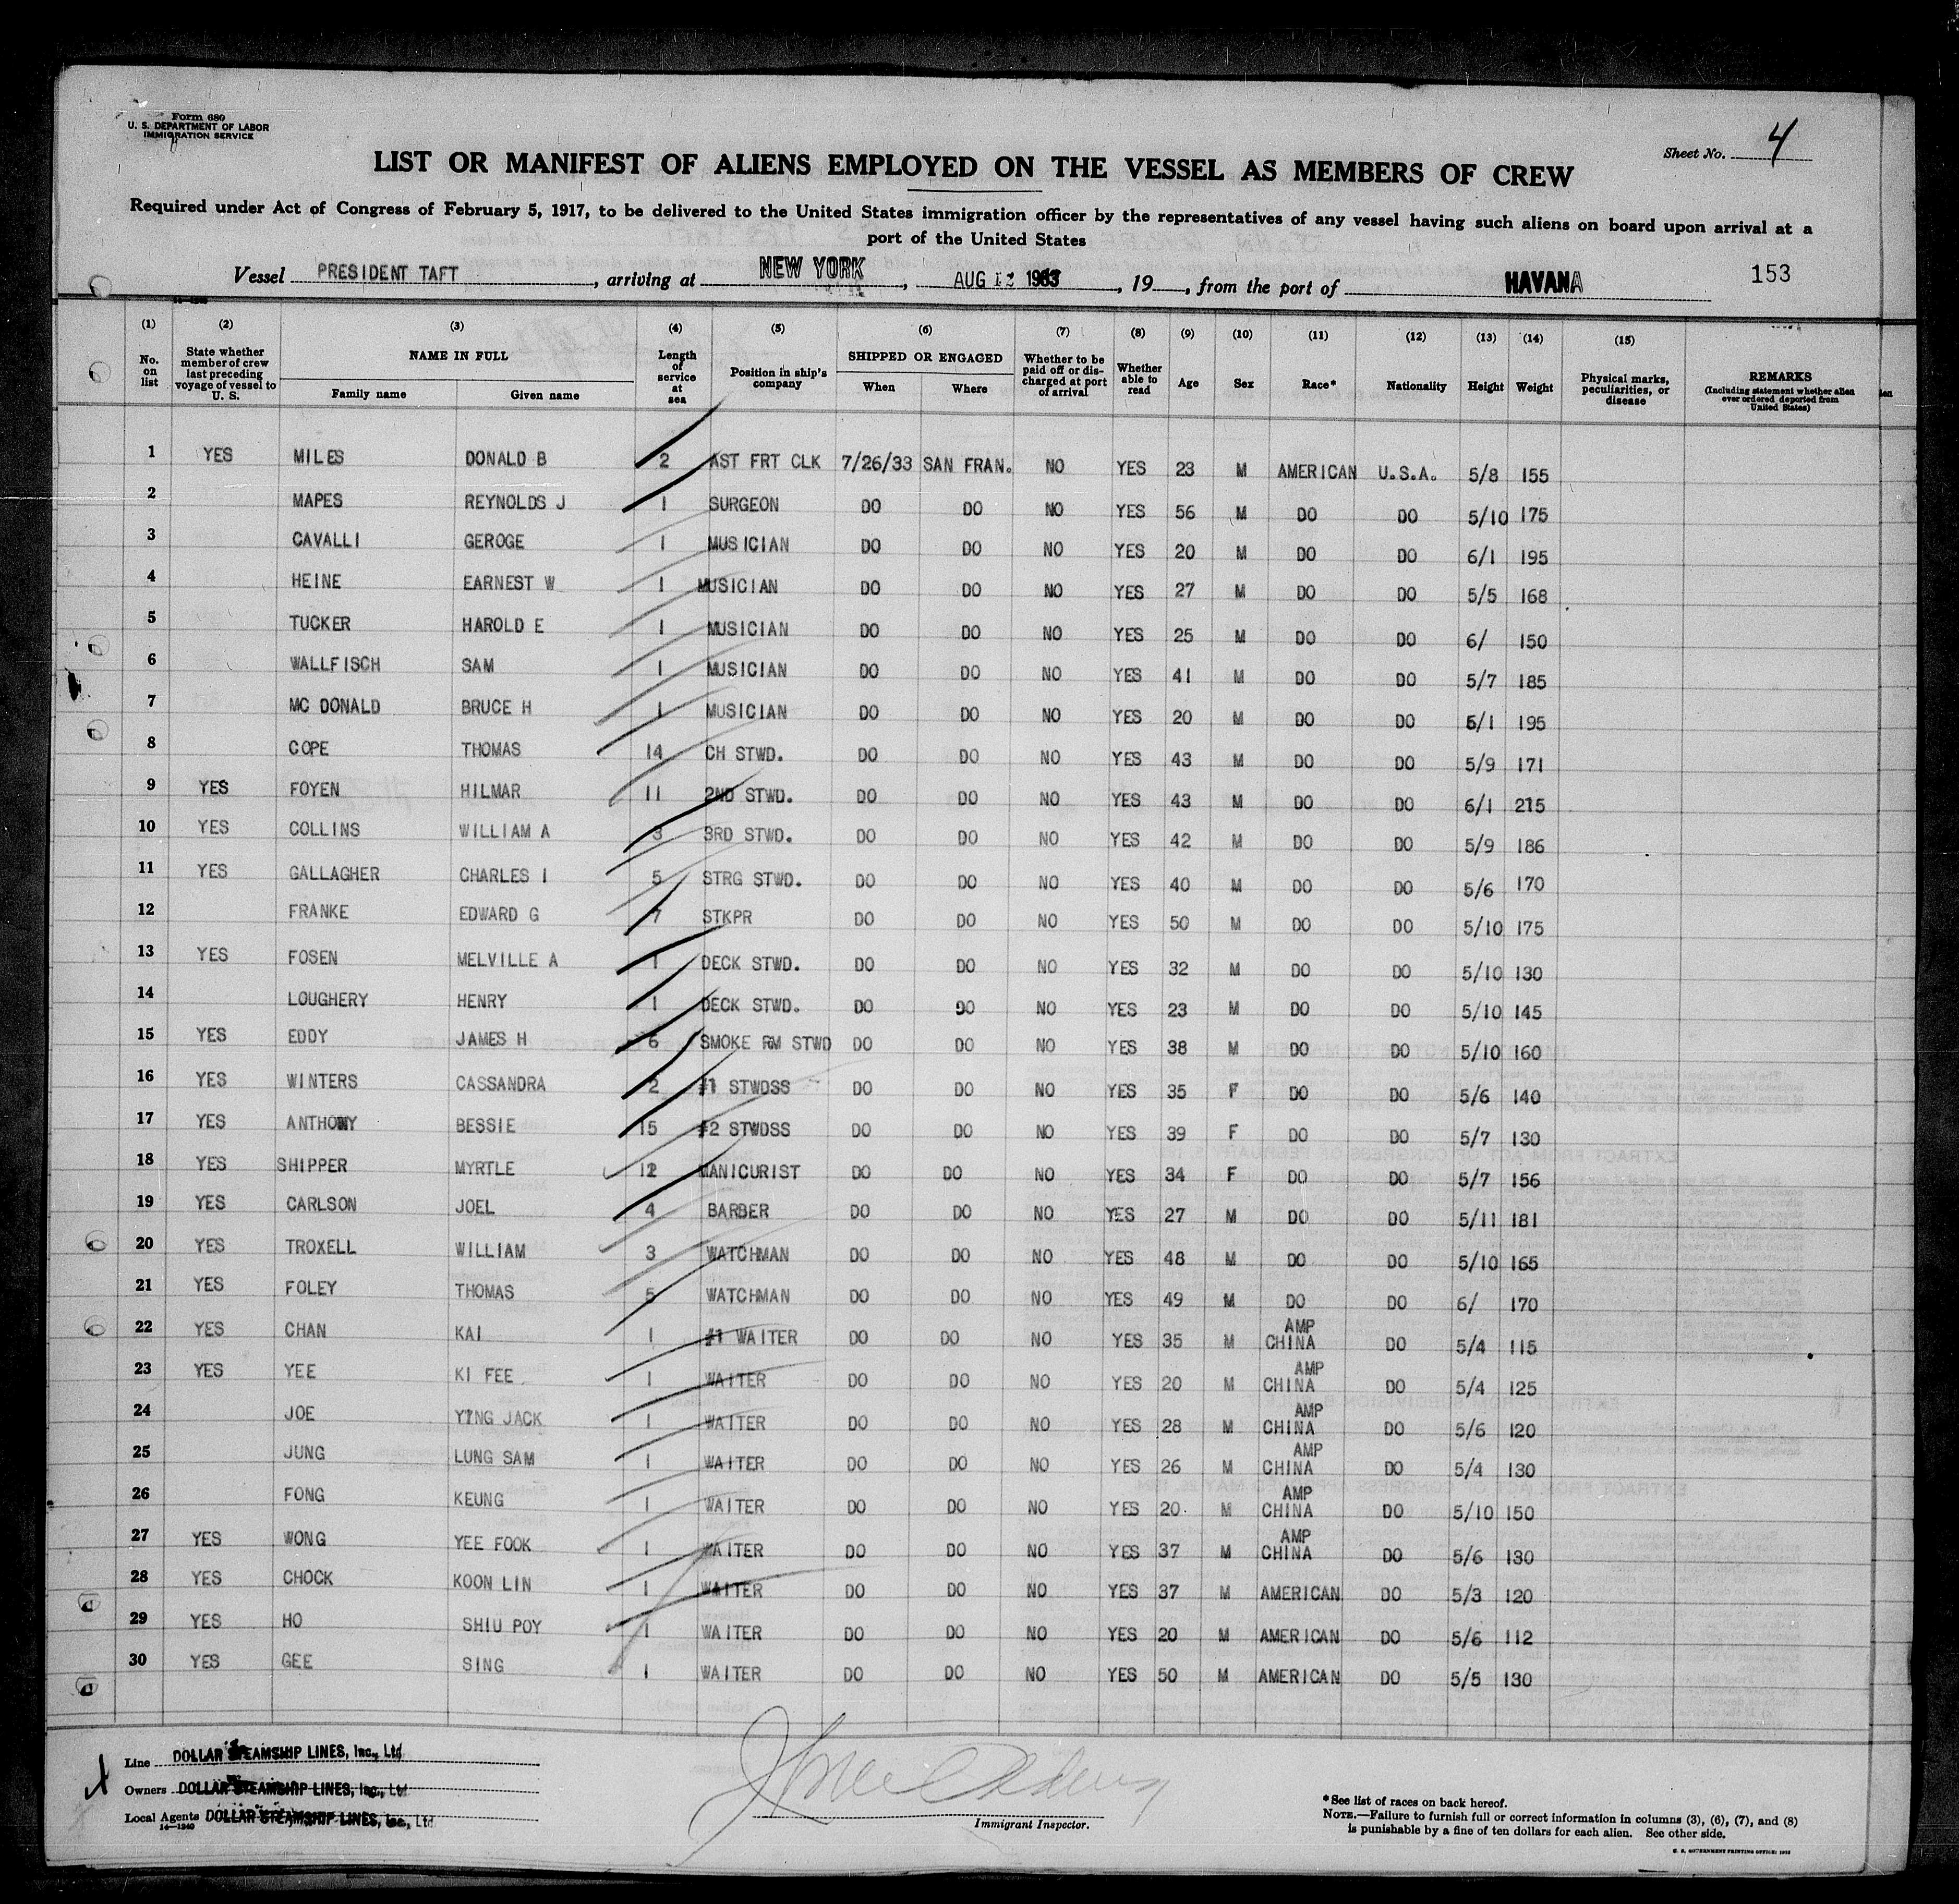 Form 680
U. S. DEPARTMENT OF LABOR
IMMIGRATION SERVICE
Sheet No. 4
LIST OR MANIFEST OF ALIENS EMPLOYED ON THE VESSEL AS MEMBERS OF CREW
Required under Act of Congress of February 5, 1917, to be delivered to the United States immigration officer by the representatives of any vessel having such aliens on board upon arrival at a
port of the United States
Vessel PRESIDENT TAFT, arriving at NEW YORK, AUG 12 1933, 19, from the port of HAVANA 153
(1) (2) (3) (4) (5) (6) (7) (8) (9) (10) (11) (12) (13) (14) (15)
No. on list
State whether member of crew last preceding voyage of vessel to U. S.
NAME IN FULL
Family name Given name
Length of service at sea
Position in ship's company
SHIPPED OR ENGAGED
When Where
Whether to be paid off or discharged at port of arrival
Whether able to read
Age
Sex
Race*
Nationality
Height
Weight
Physical marks, peculiarities, or disease
REMARKS
(Including statement whether alien ever ordered deported from United States)
1 YES MILES DONALD B 2 AST FRT CLK 7/26/33 SAN FRAN. NO YES 23 M AMERICAN U.S.A. 5/8 155
2 MAPES REYNOLDS J 1 SURGEON DO DO NO YES 56 M DO DO 5/10 175
3 CAVALLI GEROGE 1 MUSICIAN DO DO NO YES 20 M DO DO 6/1 195
4 HEINE EARNEST W 1 MUSICIAN DO DO NO YES 27 M DO DO 5/5 168
5 TUCKER HAROLD E 1 MUSICIAN DO DO NO YES 25 M DO DO 6/ 150
6 WALLFISCH SAM 1 MUSICIAN DO DO NO YES 41 M DO DO 5/7 185
7 MC DONALD BRUCE H 1 MUSICIAN DO DO NO YES 20 M DO DO 6/1 195
8 COPE THOMAS 14 CH STWD. DO DO NO YES 43 M DO DO 5/9 171
9 YES FOYEN HILMAR 11 2ND STWD. DO DO NO YES 43 M DO DO 6/1 215
10 YES COLLINS WILLIAM A 3 3RD STWD. DO DO NO YES 42 M DO DO 5/9 186
11 YES GALLAGHER CHARLES I 5 STRG STWD. DO DO NO YES 40 M DO DO 5/6 170
12 FRANKE EDWARD G 7 STKPR DO DO NO YES 50 M DO DO 5/10 175
13 YES FOSEN MELVILLE A 1 DECK STWD. DO DO NO YES 32 M DO DO 5/10 130
14 LOUGHERY HENRY 1 DECK STWD. DO DO NO YES 23 M DO DO 5/10 145
15 YES EDDY JAMES H 6 SMOKE RM STWD DO DO NO YES 38 M DO DO 5/10 160
16 YES WINTERS CASSANDRA 2 #1 STWDSS DO DO NO YES 35 F DO DO 5/6 140
17 YES ANTHONY BESSIE 15 #2 STWDSS DO DO NO YES 39 F DO DO 5/7 130
18 YES SHIPPER MYRTLE 12 MANICURIST DO DO NO YES 34 F DO DO 5/7 156
19 YES CARLSON JOEL 4 BARBER DO DO NO YES 27 M DO DO 5/11 181
20 YES TROXELL WILLIAM 3 WATCHMAN DO DO NO YES 48 M DO DO 5/10 165
21 YES FOLEY THOMAS 5 WATCHMAN DO DO NO YES 49 M DO DO 6/ 170
22 YES CHAN KAI 1 #1 WAITER DO DO NO YES 35 M AMP CHINA DO 5/4 115
23 YES YEE KI FEE 1 WAITER DO DO NO YES 20 M AMP CHINA DO 5/4 125
24 JOE YING JACK 1 WAITER DO DO NO YES 28 M AMP CHINA DO 5/6 120
25 JUNG LUNG SAM 1 WAITER DO DO NO YES 26 M AMP CHINA DO 5/4 130
26 FONG KEUNG 1 WAITER DO DO NO YES 20 M AMP CHINA DO 5/10 150
27 YES WONG YEE FOOK 1 WAITER DO DO NO YES 37 M AMP CHINA DO 5/6 130
28 YES CHOCK KOON LIN 1 WAITER DO DO NO YES 37 M AMERICAN DO 5/3 120
29 YES HO SHIU POY 1 WAITER DO DO NO YES 20 M AMERICAN DO 5/6 112
30 YES GEE SING 1 WAITER DO DO NO YES 50 M AMERICAN DO 5/5 130
Line DOLLAR STEAMSHIP LINES, Inc., Ltd
Owners DOLLAR STEAMSHIP LINES, Inc., Ltd
Local Agents DOLLAR STEAMSHIP LINES, Inc., Ltd
14—1240
Immigrant Inspector.
*See list of races on back hereof.
NOTE.—Failure to furnish full or correct information in columns (3), (6), (7), and (8)
is punishable by a fine of ten dollars for each alien. See other side.